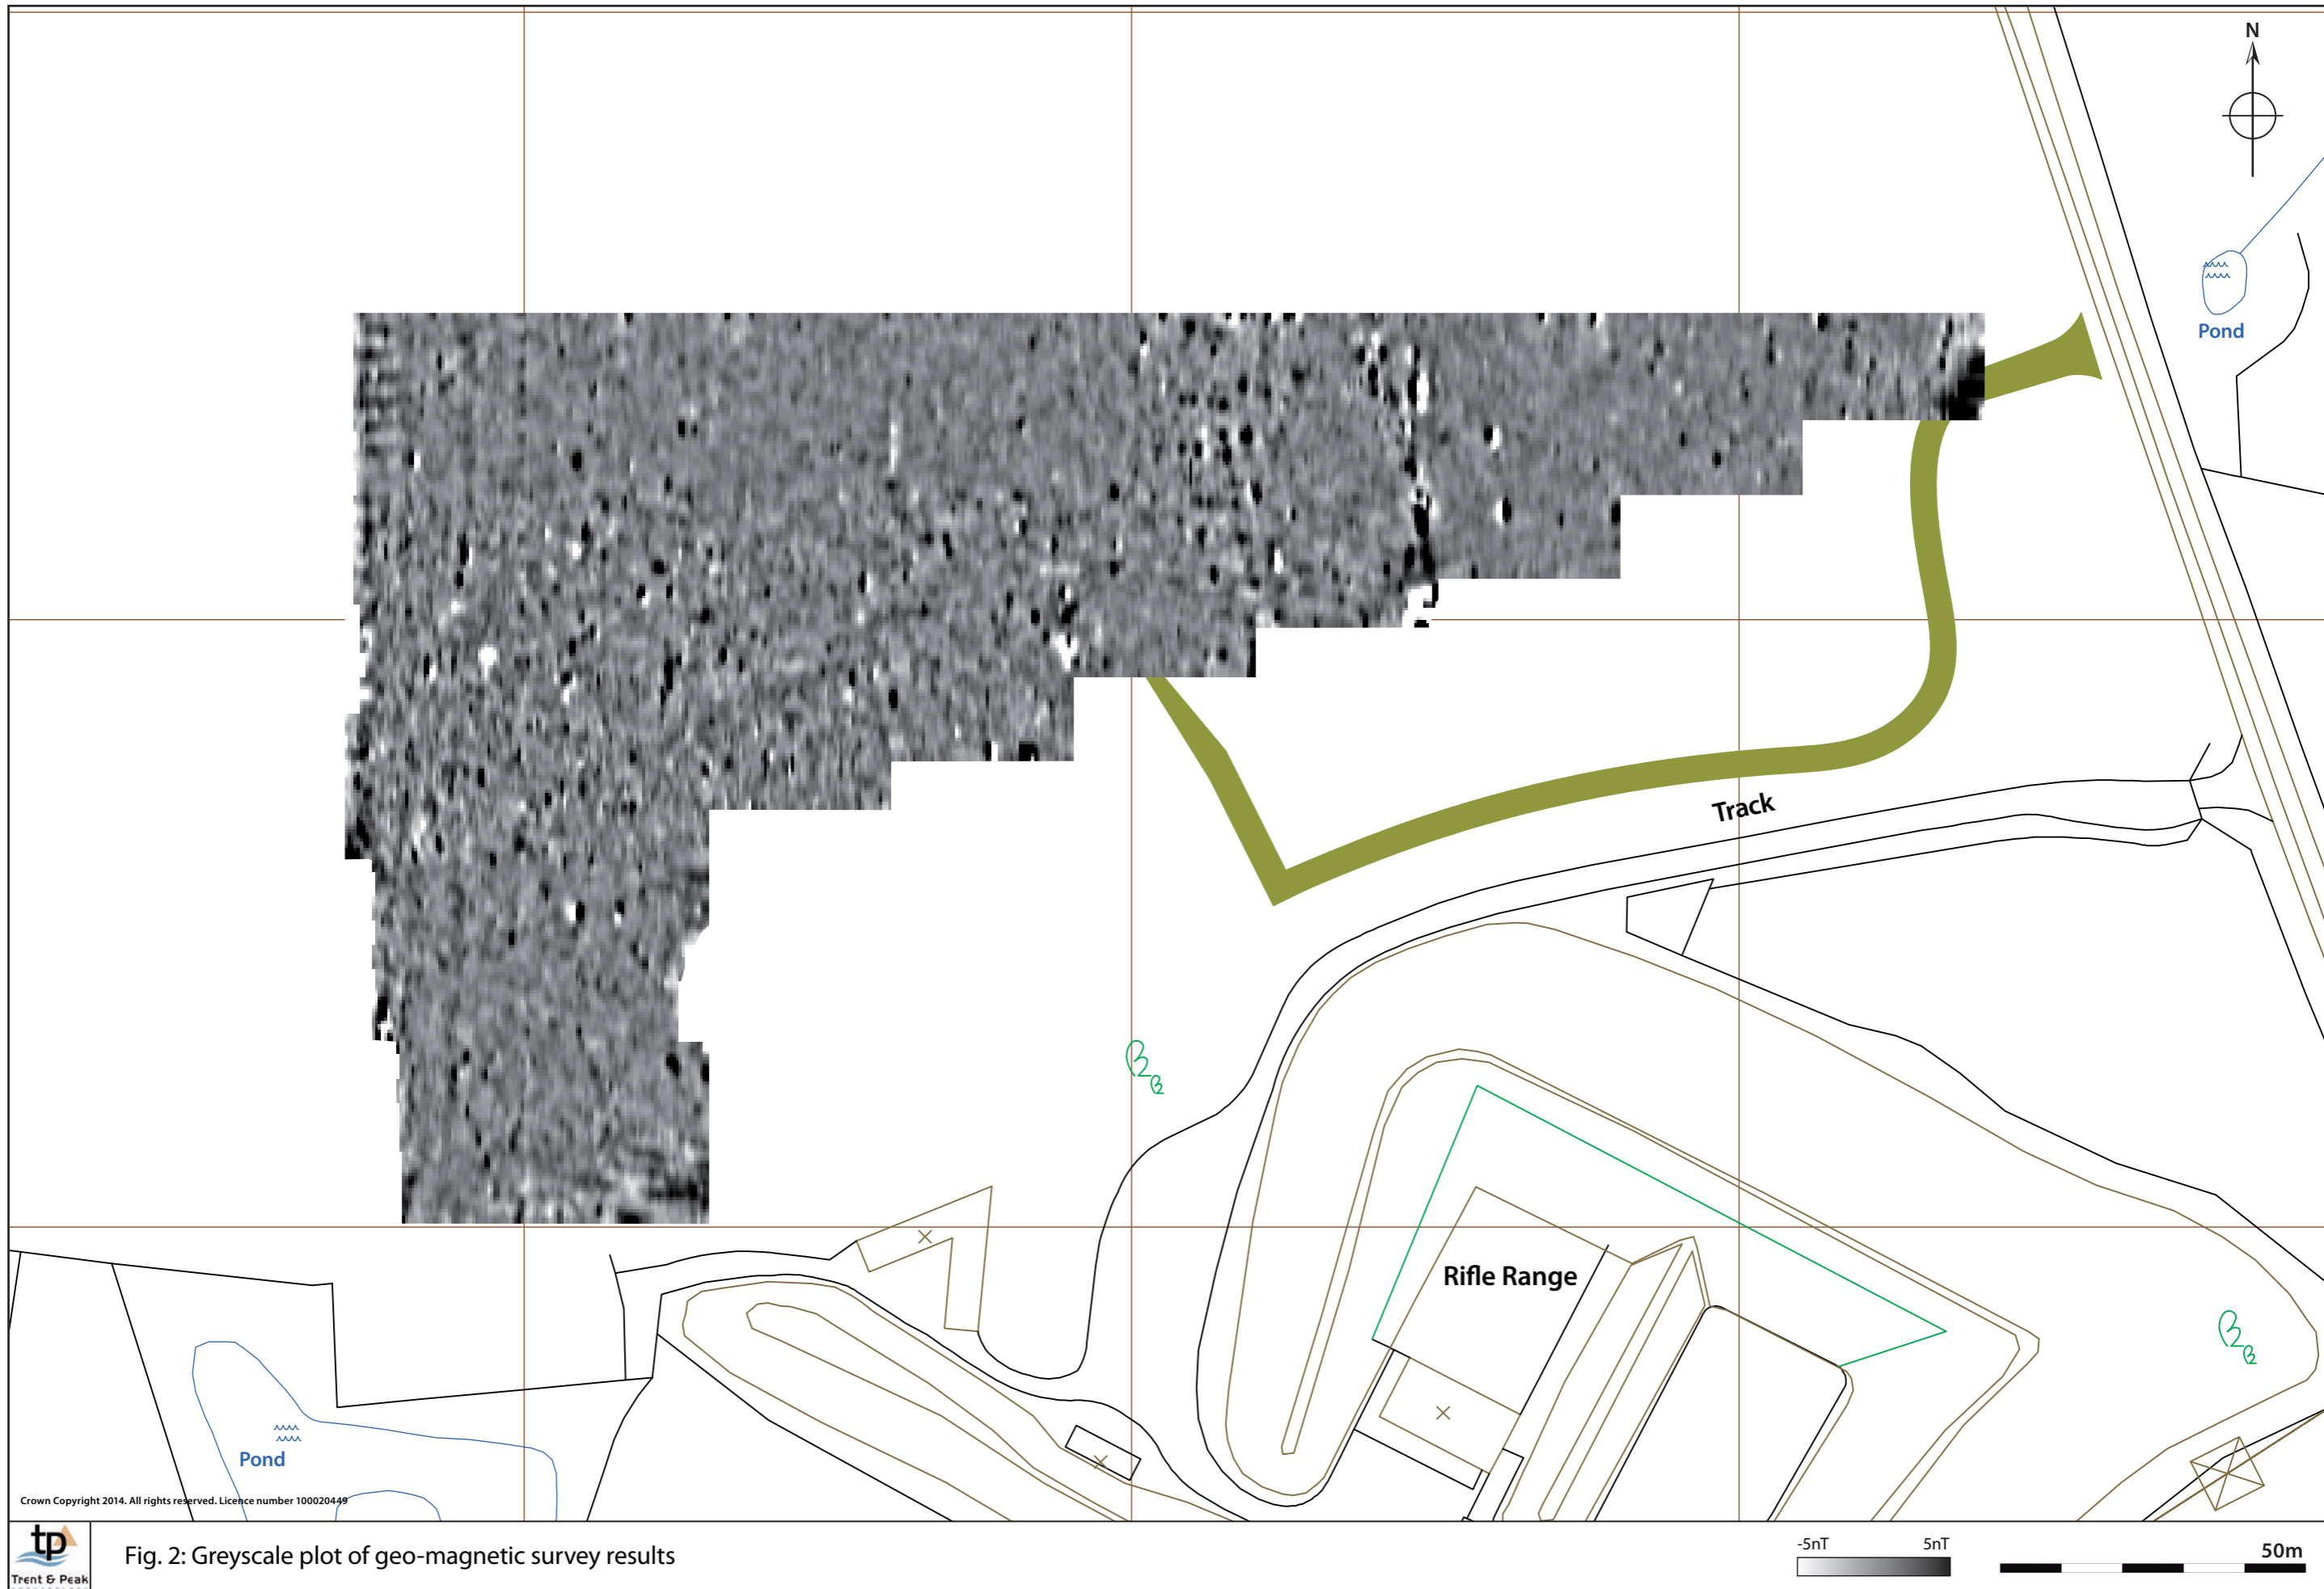 N
Pond
Track
Rifle Range
Pond
Crown Copyright 2014. All rights reserved. Licence number 100020449
tp
Trent & Peak
Fig. 2: Greyscale plot of geo-magnetic survey results
-5nT 5nT
50m